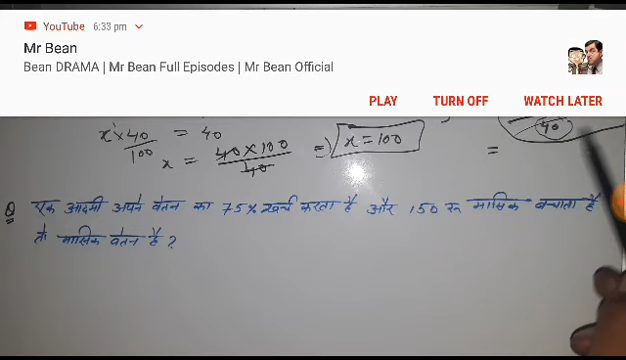 YouTube 6:33 pm
Mr Bean
Bean DRAMA | Mr Bean Full Episodes | Mr Bean Official
PLAY TURN OFF WATCH LATER
x × 40/100 = 40
x = 40 × 100/40 => x = 100
40
=
Q एक आदमी अपने वेतन का 75% खर्च करता है और 150 रू मासिक बचाता है
तो मासिक वेतन है ?